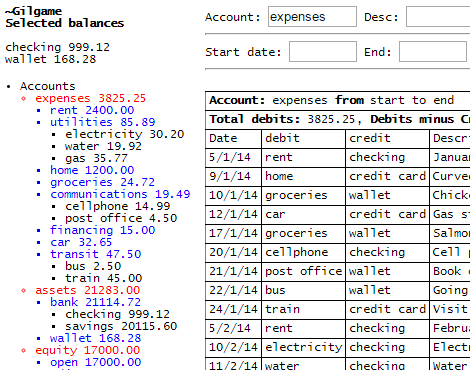 ~Gilgame
Selected balances
checking 999.12
wallet 168.28
Accounts
expenses 3825.25
rent 2400.00
utilities 85.89
electricity 30.20
water 19.92
gas 35.77
home 1200.00
groceries 24.72
communications 19.49
cellphone 14.99
post office 4.50
financing 15.00
car 32.65
transit 47.50
bus 2.50
train 45.00
assets 21283.00
bank 21114.72
checking 999.12
savings 20115.60
wallet 168.28
equity 17000.00
open 17000.00
Account: expenses Desc:
Start date: End:
Account: expenses from start to end
Total debits: 3825.25, Debits minus C
Date debit credit Descr
5/1/14 rent checking Janua
9/1/14 home credit card Curve
10/1/14 groceries wallet Chick
12/1/14 car credit card Gas s
17/1/14 groceries wallet Salmo
20/1/14 cellphone checking Cell p
21/1/14 post office wallet Book
22/1/14 bus wallet Going
24/1/14 train credit card Visit
5/2/14 rent checking Febru
10/2/14 electricity checking Elect
11/2/14 water checking Water